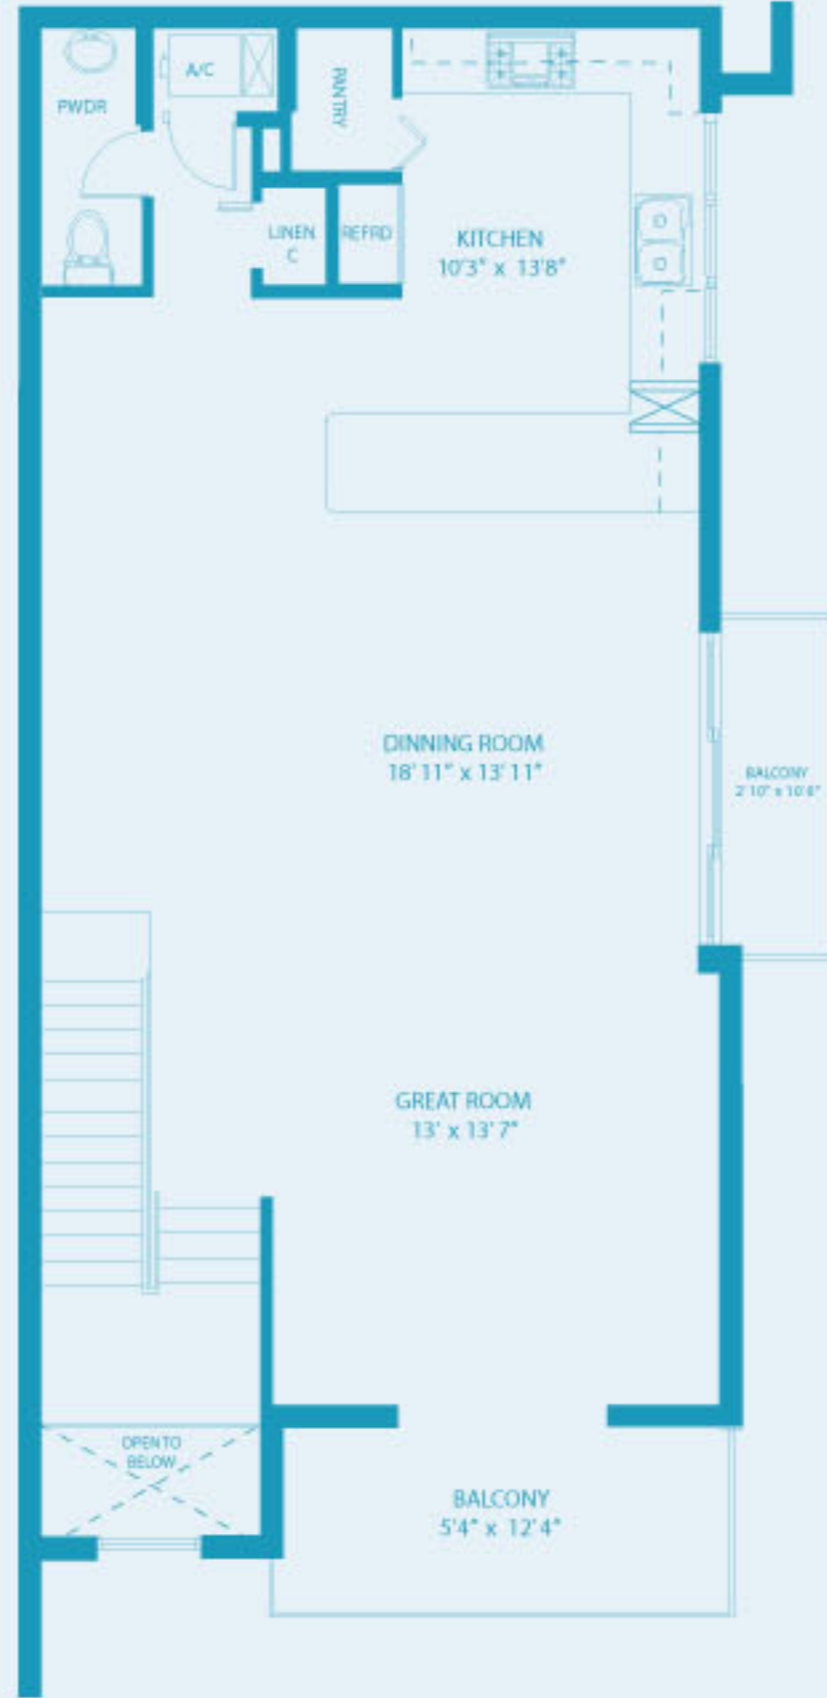 A/C
PWDR
PANTRY
LINEN
C
REFRD
KITCHEN
10'3" x 13'8"
DINNING ROOM
18'11" x 13'11"
BALCONY
2'10" x 10'8"
GREAT ROOM
13' x 13'7"
OPEN TO
BELOW
BALCONY
5'4" x 12'4"